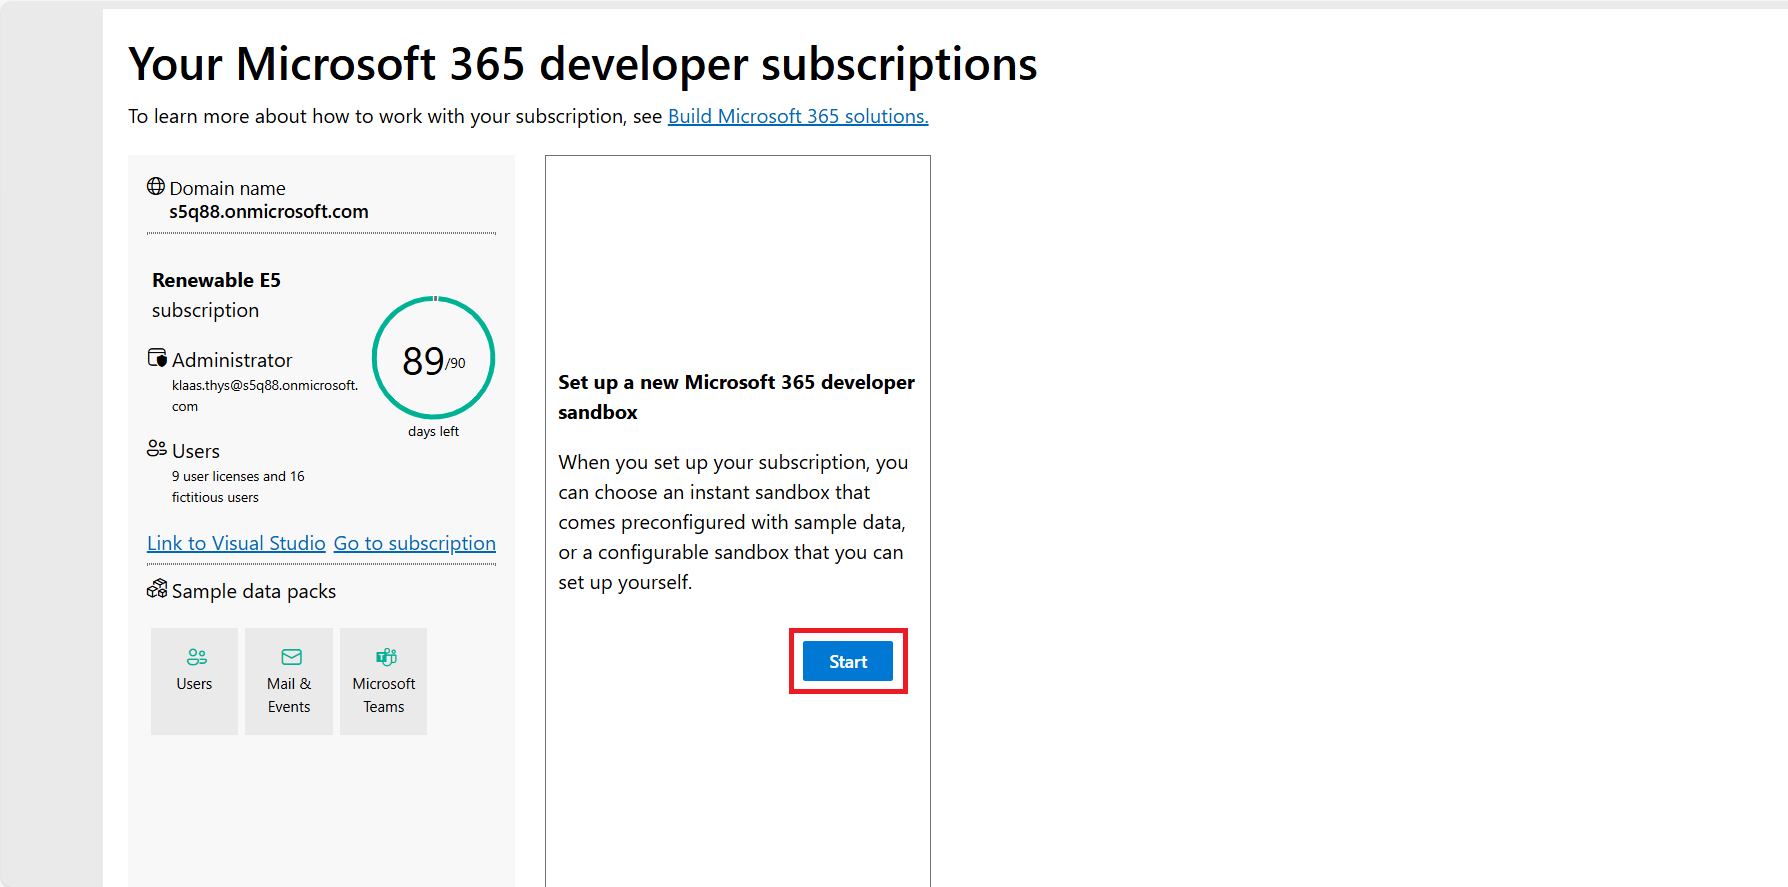 Your Microsoft 365 developer subscriptions
To learn more about how to work with your subscription, see Build Microsoft 365 solutions.
Domain name
s5q88.onmicrosoft.com
Renewable E5
subscription
Administrator
klaas.thys@s5q88.onmicrosoft.
com
89/90
days left
Users
9 user licenses and 16
fictitious users
Link to Visual Studio Go to subscription
Sample data packs
Users
Mail &
Events
Microsoft
Teams
Set up a new Microsoft 365 developer
sandbox
When you set up your subscription, you
can choose an instant sandbox that
comes preconfigured with sample data,
or a configurable sandbox that you can
set up yourself.
Start